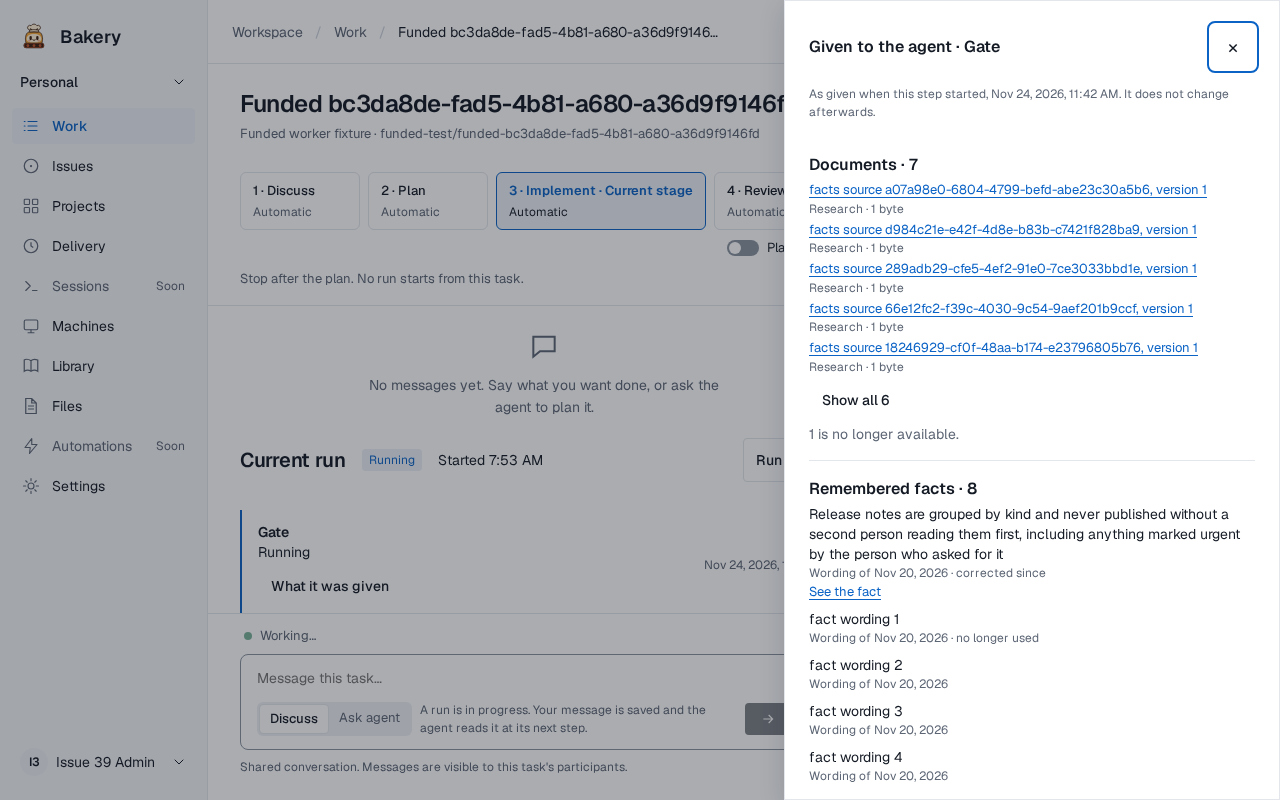 Bakery
Personal
Work
Issues
Projects
Delivery
Sessions Soon
Machines
Library
Files
Automations Soon
Settings
I3 Issue 39 Admin
Workspace / Work / Funded bc3da8de-fad5-4b81-a680-a36d9f9146…
Funded bc3da8de-fad5-4b81-a680-a36d9f9146f
Funded worker fixture · funded-test/funded-bc3da8de-fad5-4b81-a680-a36d9f9146fd
1 · Discuss
Automatic
2 · Plan
Automatic
3 · Implement · Current stage
Automatic
4 · Review
Automatic
Pla
Stop after the plan. No run starts from this task.
No messages yet. Say what you want done, or ask the
agent to plan it.
Current run Running Started 7:53 AM Run
Gate
Running
Nov 24, 2026,
What it was given
Working…
Message this task…
Discuss Ask agent
A run is in progress. Your message is saved and the
agent reads it at its next step.
Shared conversation. Messages are visible to this task's participants.
Given to the agent · Gate
As given when this step started, Nov 24, 2026, 11:42 AM. It does not change
afterwards.
Documents · 7
facts source a07a98e0-6804-4799-befd-abe23c30a5b6, version 1
Research · 1 byte
facts source d984c21e-e42f-4d8e-b83b-c7421f828ba9, version 1
Research · 1 byte
facts source 289adb29-cfe5-4ef2-91e0-7ce3033bbd1e, version 1
Research · 1 byte
facts source 66e12fc2-f39c-4030-9c54-9aef201b9ccf, version 1
Research · 1 byte
facts source 18246929-cf0f-48aa-b174-e23796805b76, version 1
Research · 1 byte
Show all 6
1 is no longer available.
Remembered facts · 8
Release notes are grouped by kind and never published without a
second person reading them first, including anything marked urgent
by the person who asked for it
Wording of Nov 20, 2026 · corrected since
See the fact
fact wording 1
Wording of Nov 20, 2026 · no longer used
fact wording 2
Wording of Nov 20, 2026
fact wording 3
Wording of Nov 20, 2026
fact wording 4
Wording of Nov 20, 2026